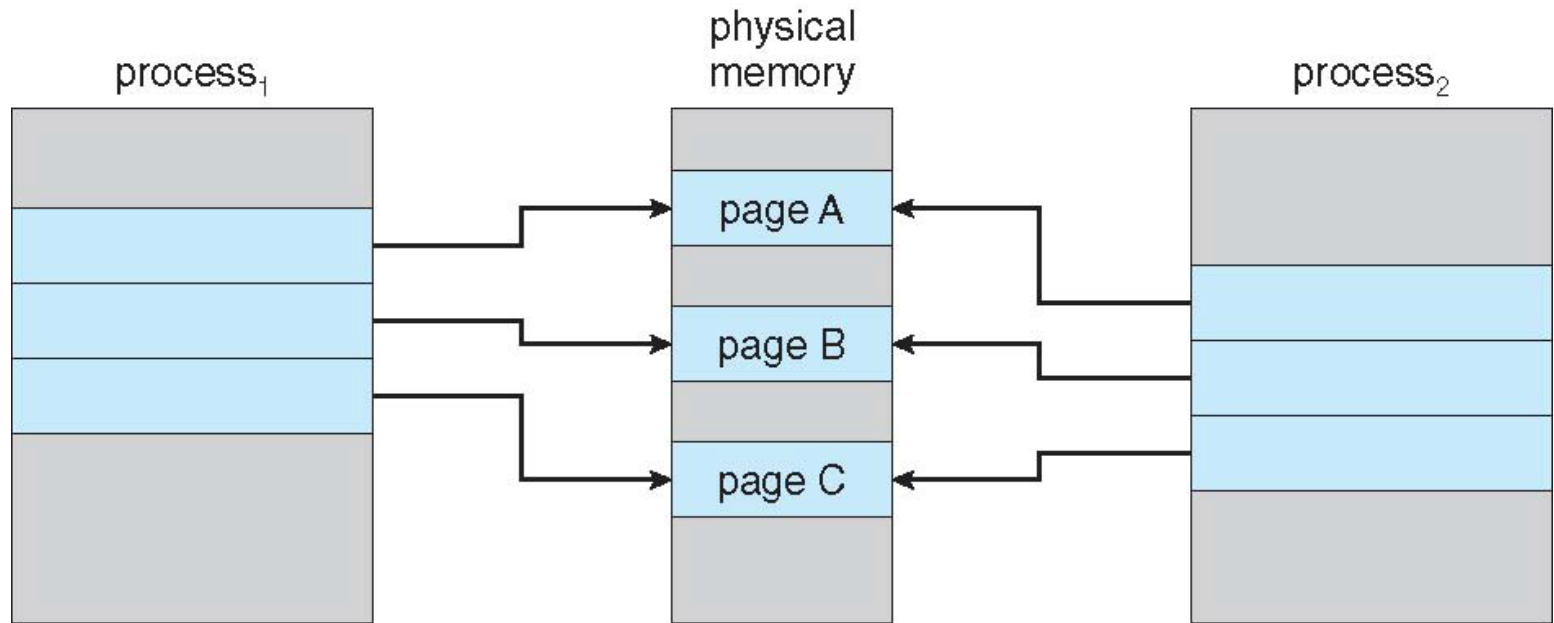 process₁
physical
memory
process₂
page A
page B
page C